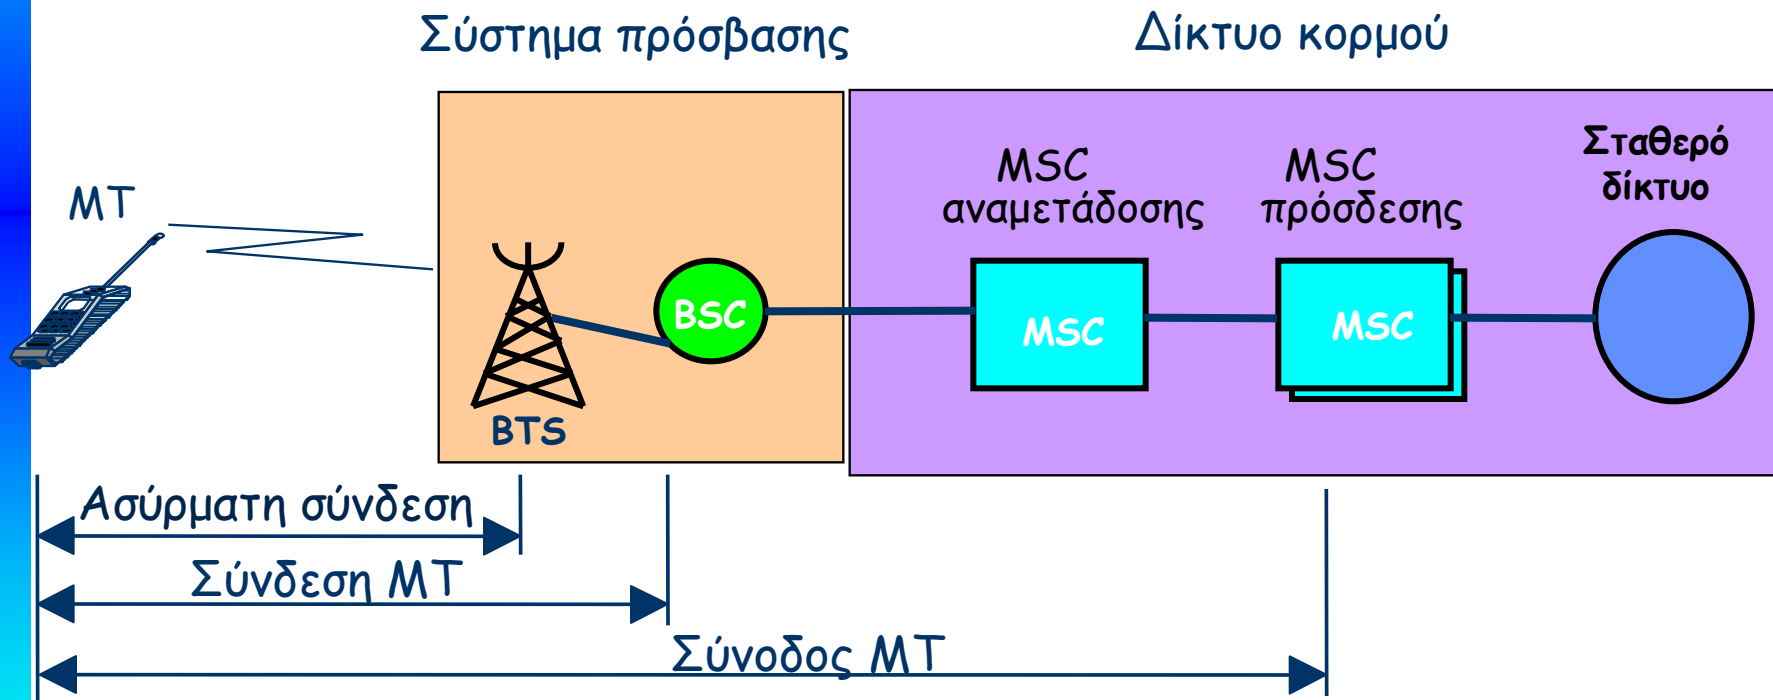 Σύστημα πρόσβασης
Δίκτυο κορμού
MT
MSC
αναμετάδοσης
MSC
πρόσδεσης
Σταθερό
δίκτυο
BSC
MSC
MSC
BTS
Ασύρματη σύνδεση
Σύνδεση MT
Σύνοδος MT